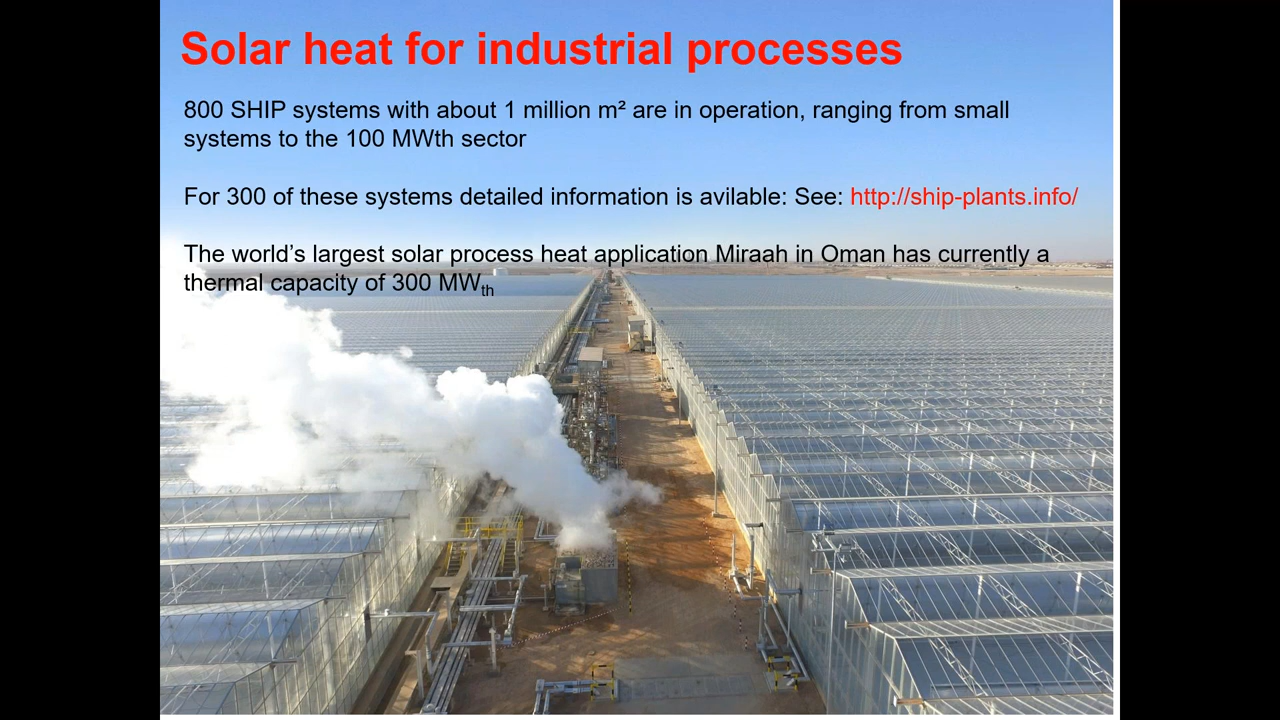 Solar heat for industrial processes
800 SHIP systems with about 1 million m² are in operation, ranging from small
systems to the 100 MWth sector
For 300 of these systems detailed information is avilable: See: http://ship-plants.info/
The world’s largest solar process heat application Miraah in Oman has currently a
thermal capacity of 300 MWth